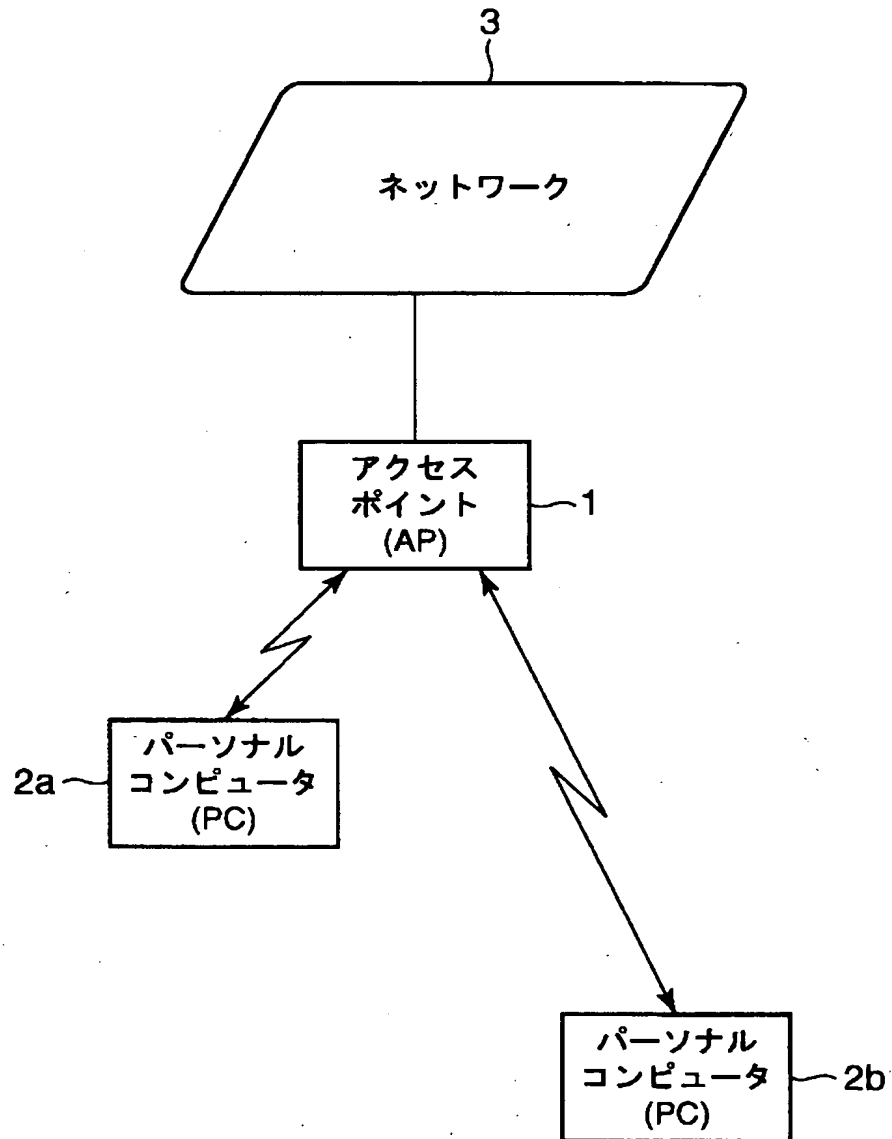 3
ネットワーク
アクセス
ポイント
(AP)
1
パーソナル
コンピュータ
(PC)
2a
パーソナル
コンピュータ
(PC)
2b